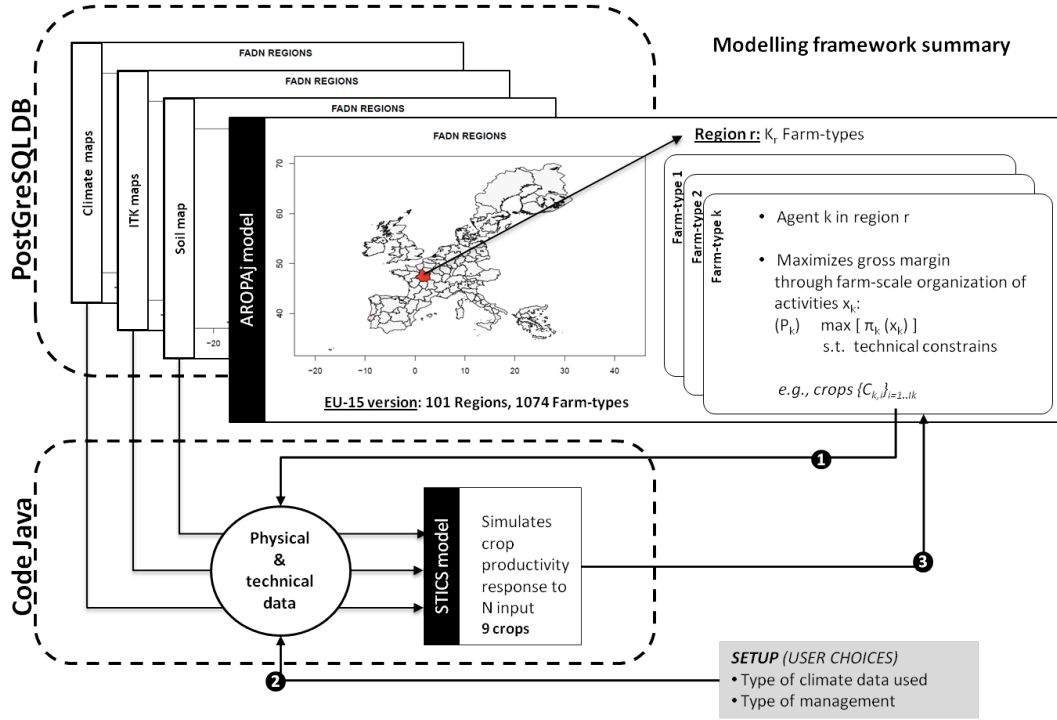 Modelling framework summary
PostGreSQL DB
Climate maps
FADN REGIONS
ITK maps
FADN REGIONS
Soil map
FADN REGIONS
−20
−20
AROPAj model
FADN REGIONS
70
60
50
40
−20
−10
0
10
20
30
40
EU-15 version: 101 Regions, 1074 Farm-types
Region r: Kr Farm-types
Farm-type 1
Farm-type 2
Farm-type k
• Agent k in region r
• Maximizes gross margin
through farm-scale organization of
activities xk:
(Pk) max [ πk (xk) ]
s.t. technical constrains
e.g., crops {Ck,i}i=1..Ik
1
CodeJava
Physical
&
technical
data
STICS model
Simulates
crop
productivity
response to
N input
9 crops
3
2
SETUP (USER CHOICES)
• Type of climate data used
• Type of management